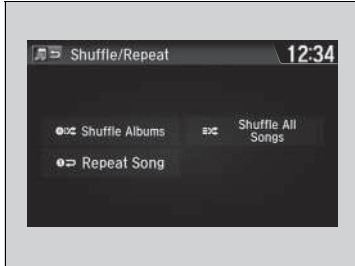 Shuffle/Repeat 12:34
Shuffle Albums
Shuffle All
Songs
Repeat Song